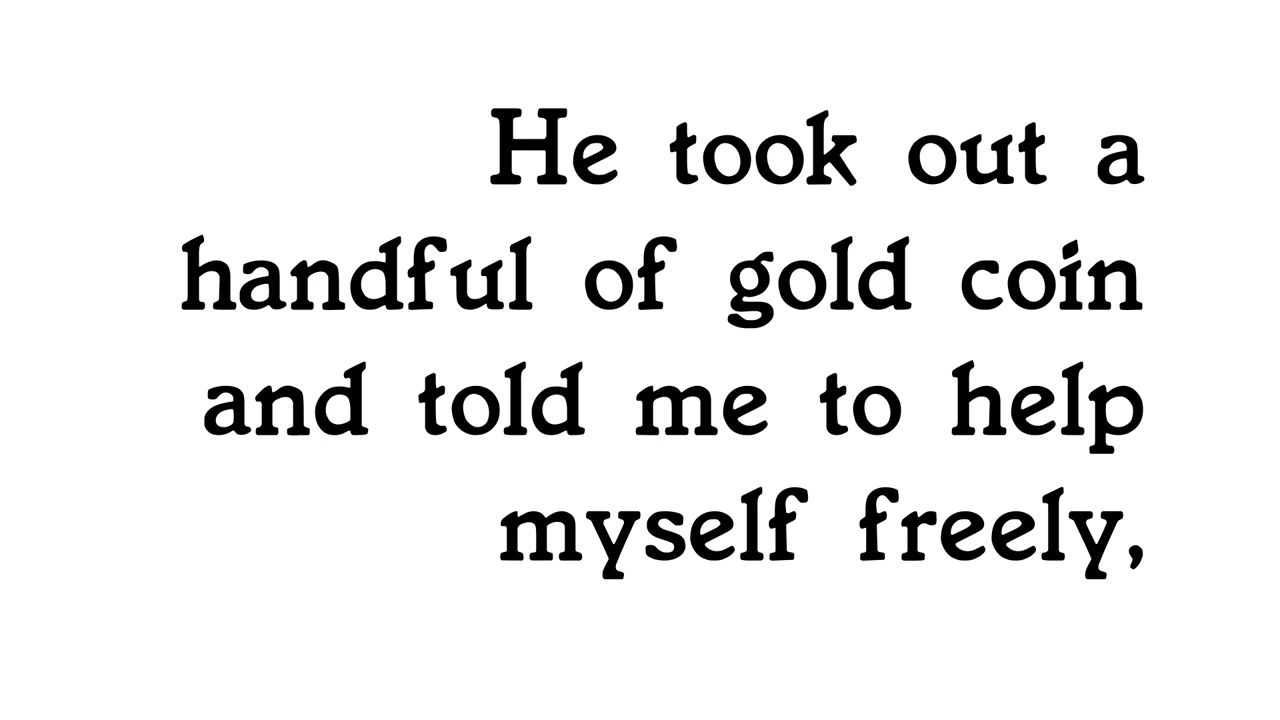 He took out a
handful of gold coin
and told me to help
myself freely,